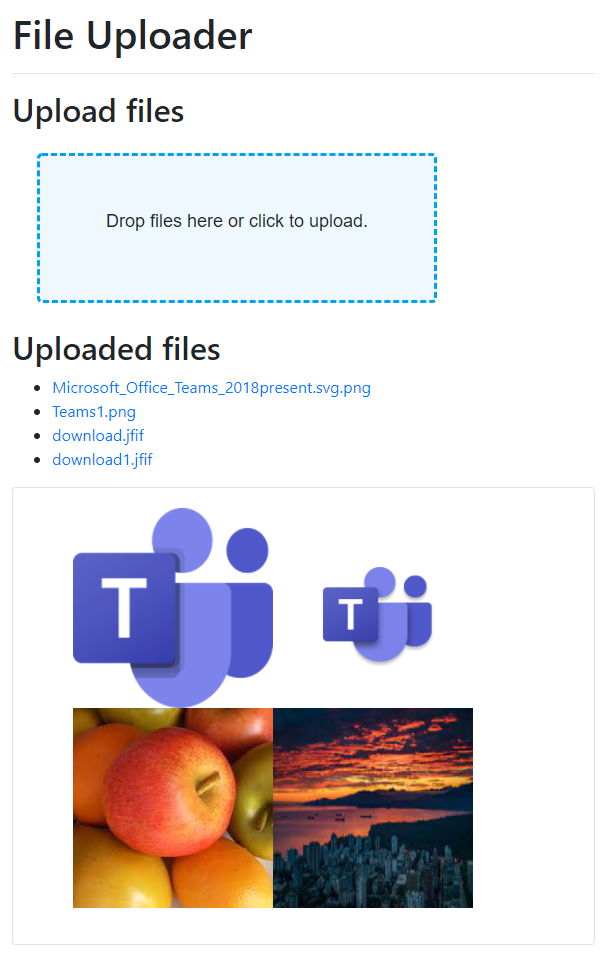 File Uploader
Upload files
Drop files here or click to upload.
Uploaded files
Microsoft_Office_Teams_2018present.svg.png
Teams1.png
download.jfif
download1.jfif
T
T